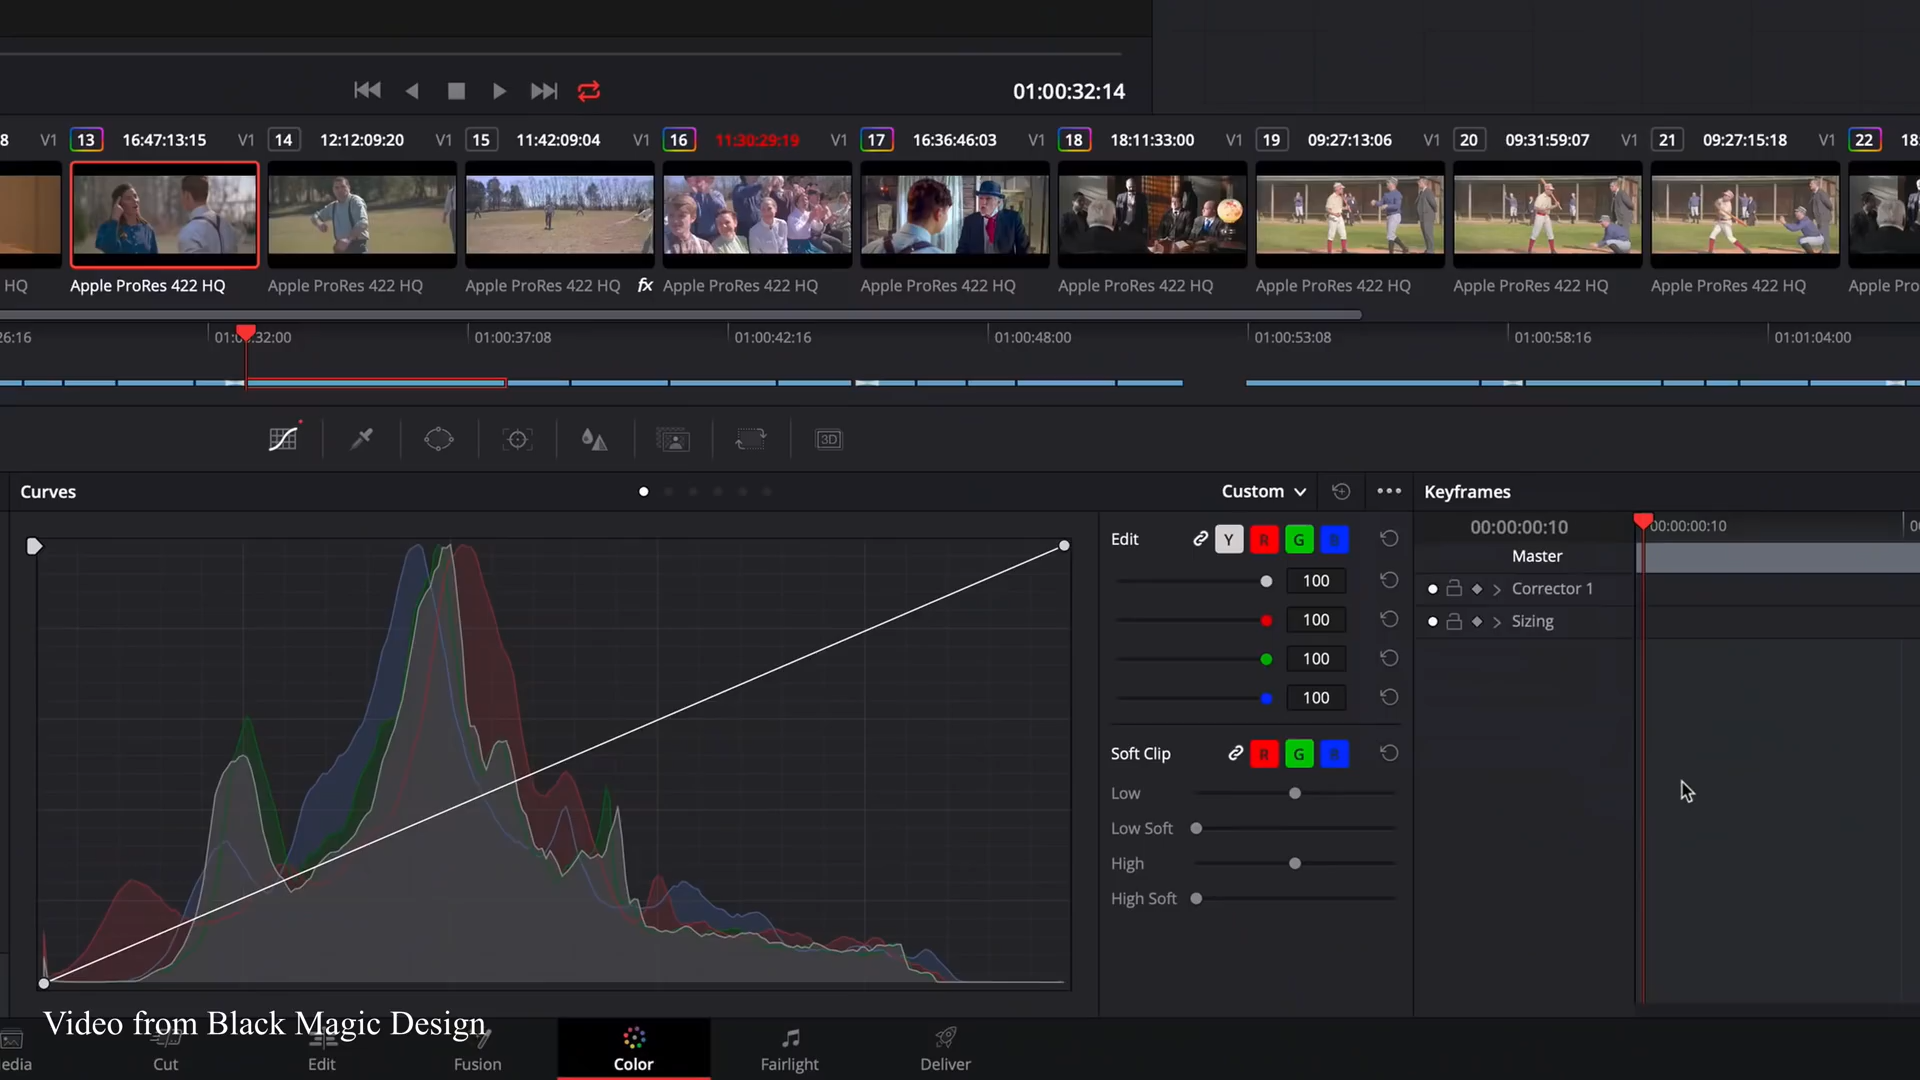 01:00:32:14
8 V1 13 16:47:13:15 V1 14 12:12:09:20 V1 15 11:42:09:04 V1 16 11:30:29:19 V1 17 16:36:46:03 V1 18 18:11:33:00 V1 19 09:27:13:06 V1 20 09:31:59:07 V1 21 09:27:15:18 V1 22 18:
HQ Apple ProRes 422 HQ Apple ProRes 422 HQ Apple ProRes 422 HQ fx Apple ProRes 422 HQ Apple ProRes 422 HQ Apple ProRes 422 HQ Apple ProRes 422 HQ Apple ProRes 422 HQ Apple ProRes 422 HQ Apple Pro
26:16 01:00:32:00 01:00:37:08 01:00:42:16 01:00:48:00 01:00:53:08 01:00:58:16 01:01:04:00
3D
Curves Custom Keyframes
Edit Y R G B
100
100
100
100
Soft Clip R G B
Low
Low Soft
High
High Soft
00:00:00:10 00:00:00:10
Master
Corrector 1
Sizing
Video from Black Magic Design
edia Cut Edit Fusion Color Fairlight Deliver